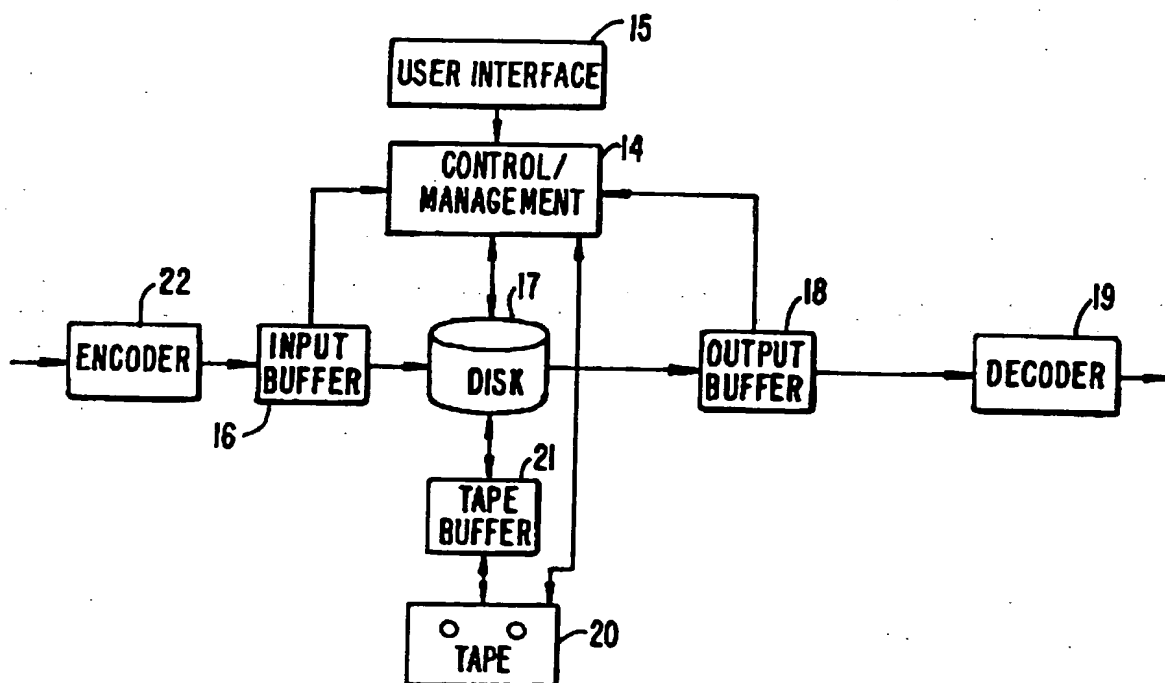 15
USER INTERFACE
14
CONTROL/
MANAGEMENT
22
ENCODER
INPUT
BUFFER
16
17
DISK
18
OUTPUT
BUFFER
19
DECODER
21
TAPE
BUFFER
20
TAPE